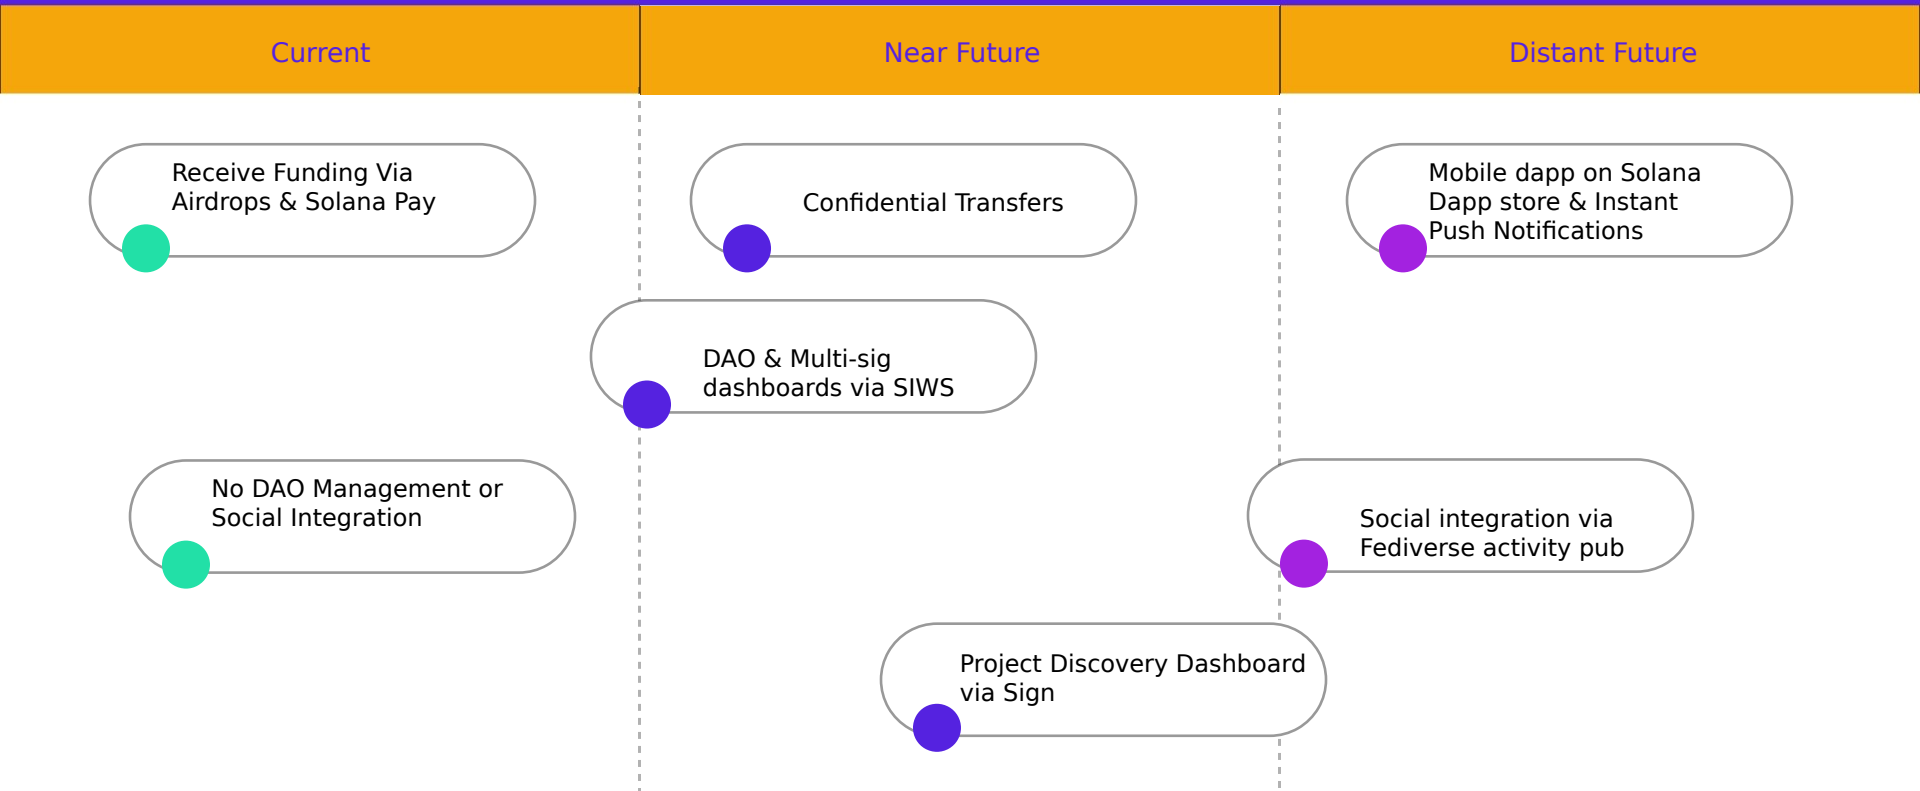 Current
Near Future
Distant Future
Receive Funding Via
Airdrops & Solana Pay
Confidential Transfers
Mobile dapp on Solana
Dapp store & Instant
Push Notifications
DAO & Multi-sig
dashboards via SIWS
No DAO Management or
Social Integration
Social integration via
Fediverse activity pub
Project Discovery Dashboard
via Sign